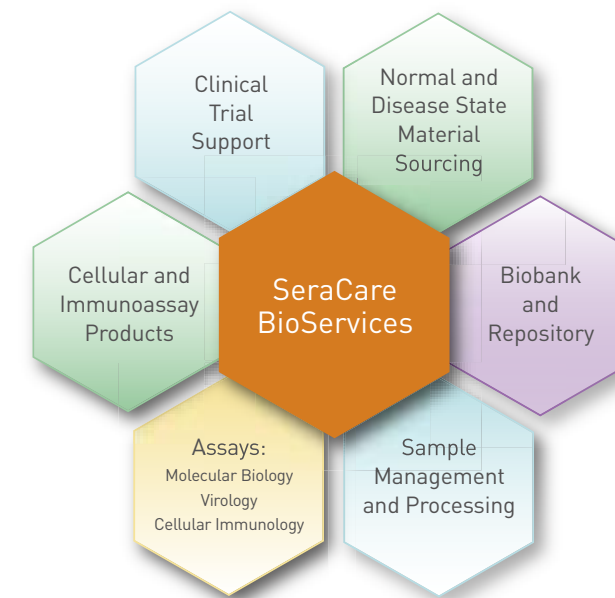 Clinical
Trial
Support
Normal and
Disease State
Material
Sourcing
Cellular and
Immunoassay
Products
SeraCare
BioServices
Biobank
and
Repository
Assays:
Molecular Biology
Virology
Cellular Immunology
Sample
Management
and Processing